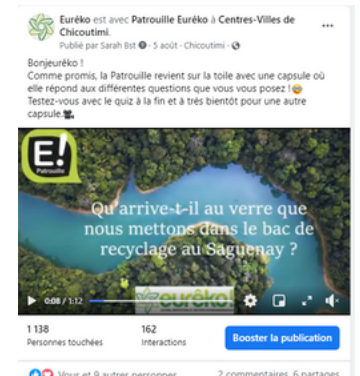 Eurêko est avec Patrouille Eurêko à Centres-Villes de
Chicoutimi.
Publié par Sarah Bst · 5 août · Chicoutimi ·
Bonjeuréko !
Comme promis, la Patrouille revient sur la toile avec une capsule où
elle répond aux différentes questions que vous vous posez !
Testez-vous avec le quiz à la fin et à très bientôt pour une autre
capsule.
E!
Patrouille
Qu'arrive-t-il au verre que
nous mettons dans le bac de
recyclage au Saguenay ?
eurêko!
0:08 / 1:12
1 138
Personnes touchées
162
Interactions
Booster la publication
Vous et 9 autres personnes
2 commentaires 6 partages